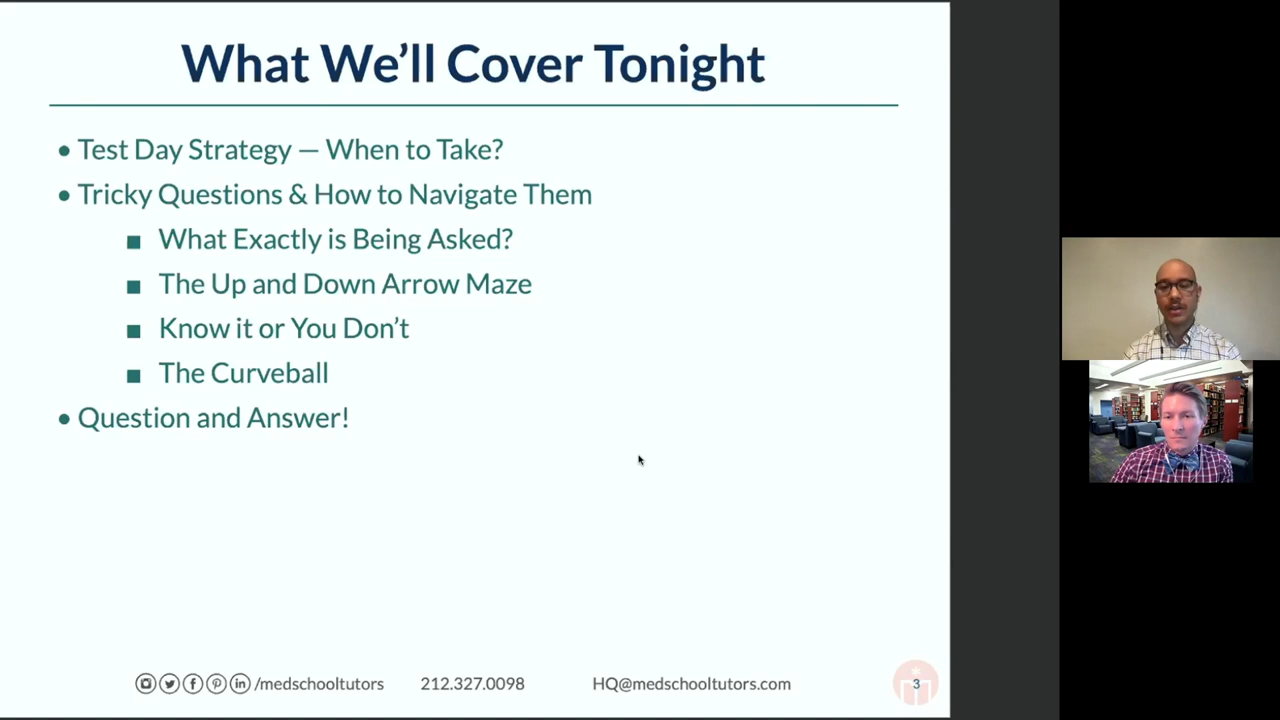 What We’ll Cover Tonight
• Test Day Strategy — When to Take?
• Tricky Questions & How to Navigate Them
■ What Exactly is Being Asked?
■ The Up and Down Arrow Maze
■ Know it or You Don’t
■ The Curveball
• Question and Answer!
/medschooltutors 212.327.0098 HQ@medschooltutors.com 3